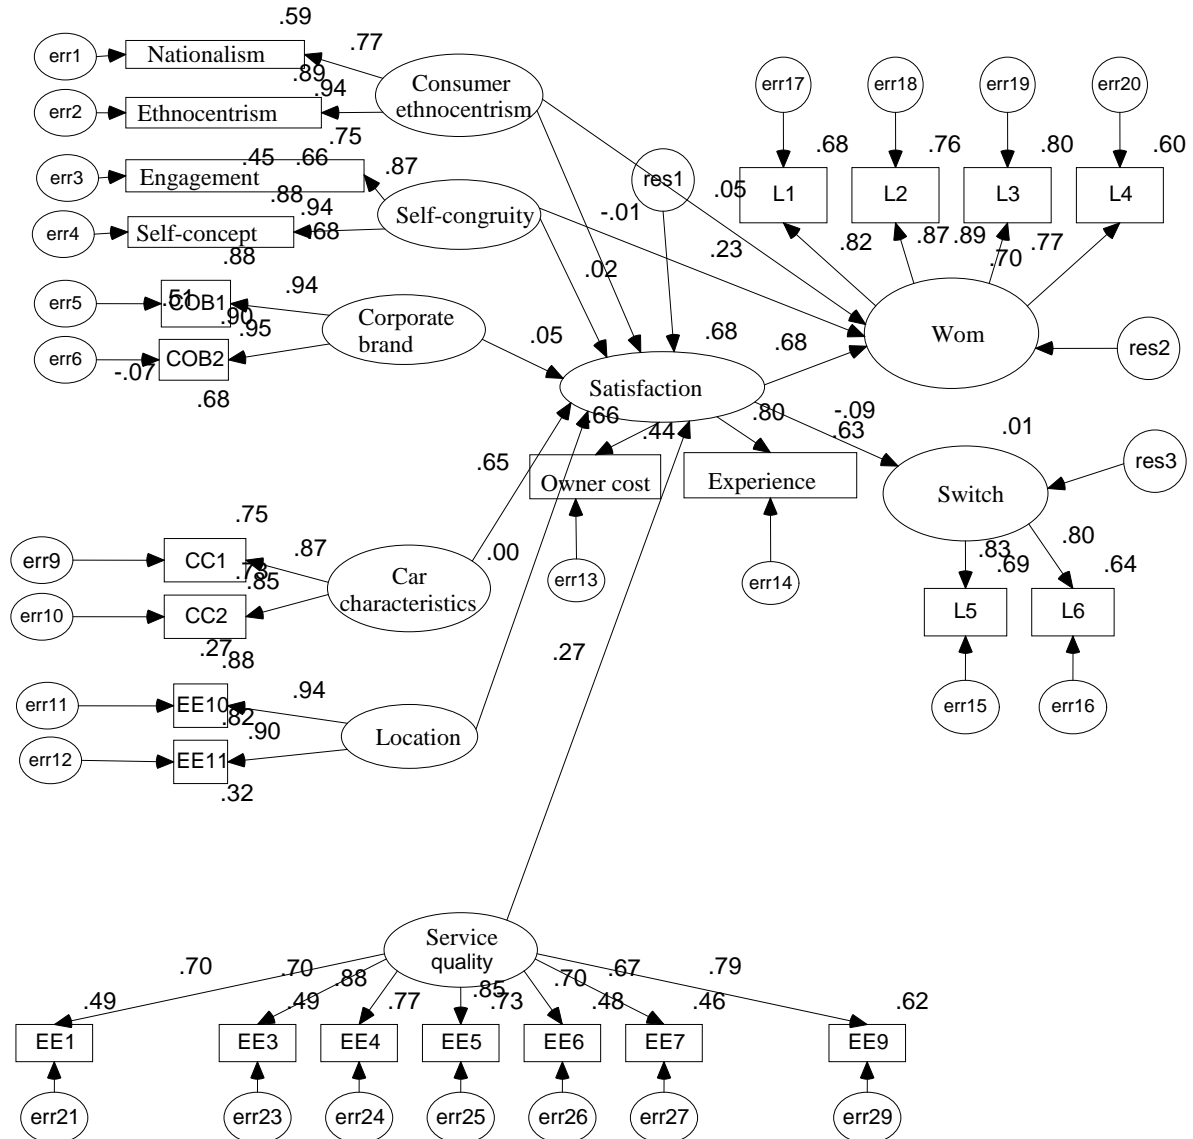 .59
err1
Nationalism
.77
Consumer
ethnocentrism
.89
.94
err2
Ethnocentrism
.75
err3
Engagement
.45
.66
.87
Self-congruity
.88
.94
err4
Self-concept
.68
.88
err5
COB1
.51
.94
Corporate
brand
.90
.95
err6
COB2
-.07
.68
.05
res1
-.01
.05
.23
.02
.68
Satisfaction
.68
err17
err18
err19
err20
.68
.76
.80
.60
L1
L2
L3
L4
.82
.87
.89
.70
.77
Wom
res2
.66
.44
.80
-.09
.63
.01
Owner cost
Experience
Switch
res3
err13
err14
.83
.69
.80
.64
L5
L6
err15
err16
.65
.75
err9
CC1
.87
Car
characteristics
.00
.73
.85
err10
CC2
.27
.88
.27
err11
EE10
.94
Location
.82
.90
err12
EE11
.32
Service
quality
.70
.70
.88
.85
.70
.67
.79
.49
.49
.77
.73
.48
.46
.62
EE1
EE3
EE4
EE5
EE6
EE7
EE9
err21
err23
err24
err25
err26
err27
err29